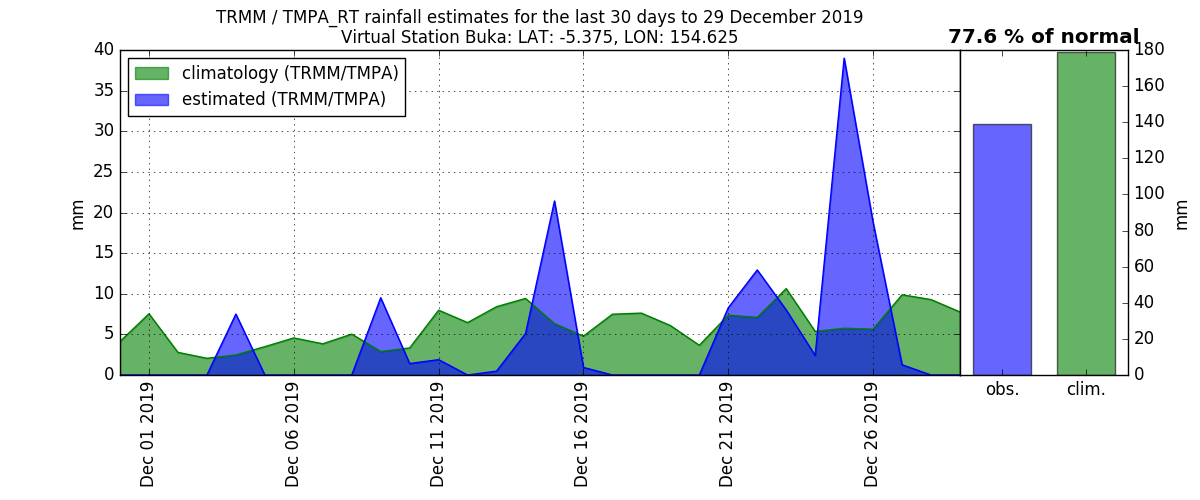 TRMM / TMPA_RT rainfall estimates for the last 30 days to 29 December 2019
Virtual Station Buka: LAT: -5.375, LON: 154.625
77.6 % of normal
climatology (TRMM/TMPA)
estimated (TRMM/TMPA)
40
35
30
25
20
15
10
5
0
mm
180
160
140
120
100
80
60
40
20
0
mm
Dec 01 2019
Dec 06 2019
Dec 11 2019
Dec 16 2019
Dec 21 2019
Dec 26 2019
obs.
clim.